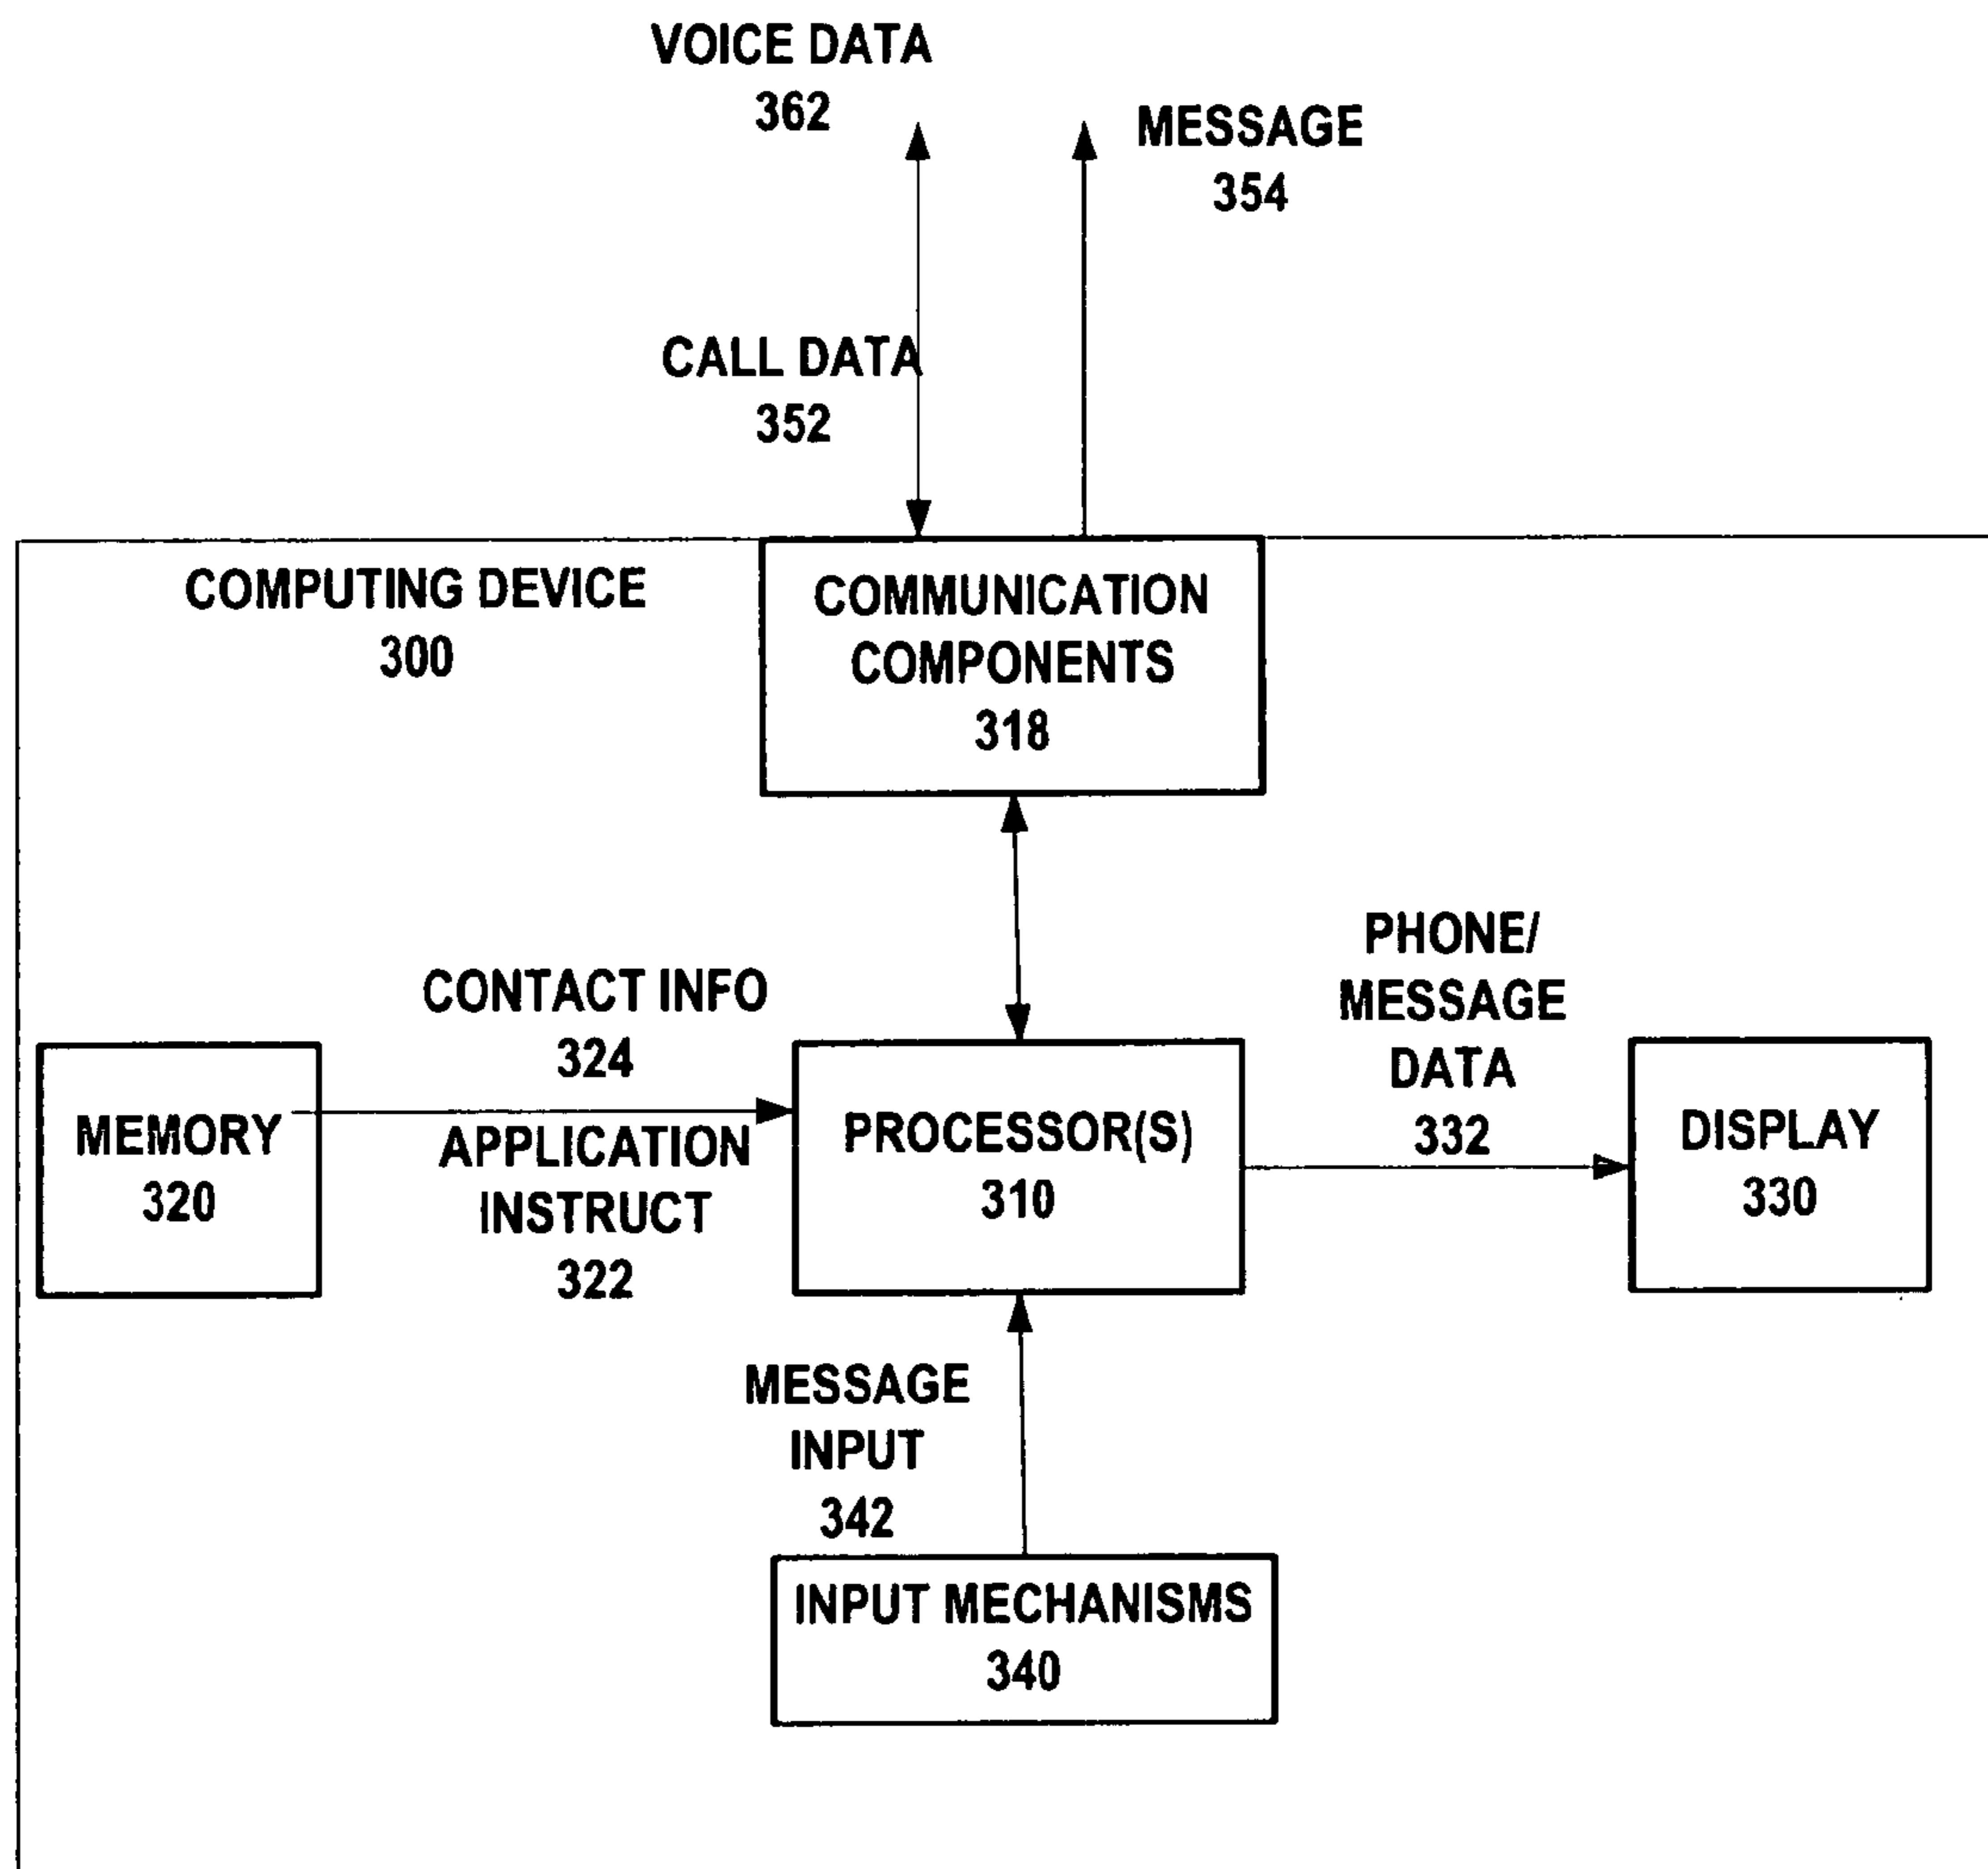 VOICE DATA
362
MESSAGE
354
CALL DATA
352
COMPUTING DEVICE
300
COMMUNICATION
COMPONENTS
318
CONTACT INFO
324
APPLICATION
INSTRUCT
322
PHONE/
MESSAGE
DATA
332
MEMORY
320
PROCESSOR(S)
310
DISPLAY
330
MESSAGE
INPUT
342
INPUT MECHANISMS
340